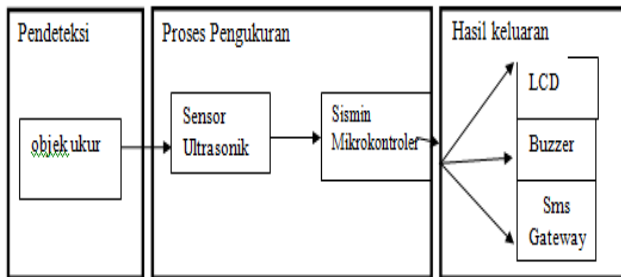 Pendeteksi
objek ukur
Proses Pengukuran
Sensor
Ultrasonik
Sismin
Mikrokontroler
Hasil keluaran
LCD
Buzzer
Sms
Gateway